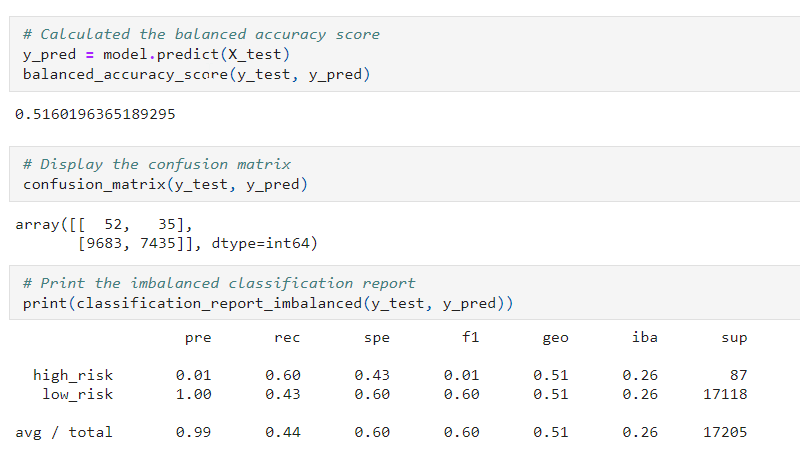 # Calculated the balanced accuracy score
y_pred = model.predict(X_test)
balanced_accuracy_score(y_test, y_pred)
0.5160196365189295
# Display the confusion matrix
confusion_matrix(y_test, y_pred)
array([[  52,   35],
       [9683, 7435]], dtype=int64)
# Print the imbalanced classification report
print(classification_report_imbalanced(y_test, y_pred))
pre rec spe f1 geo iba sup
high_risk 0.01 0.60 0.43 0.01 0.51 0.26 87
low_risk 1.00 0.43 0.60 0.60 0.51 0.26 17118
avg / total 0.99 0.44 0.60 0.60 0.51 0.26 17205